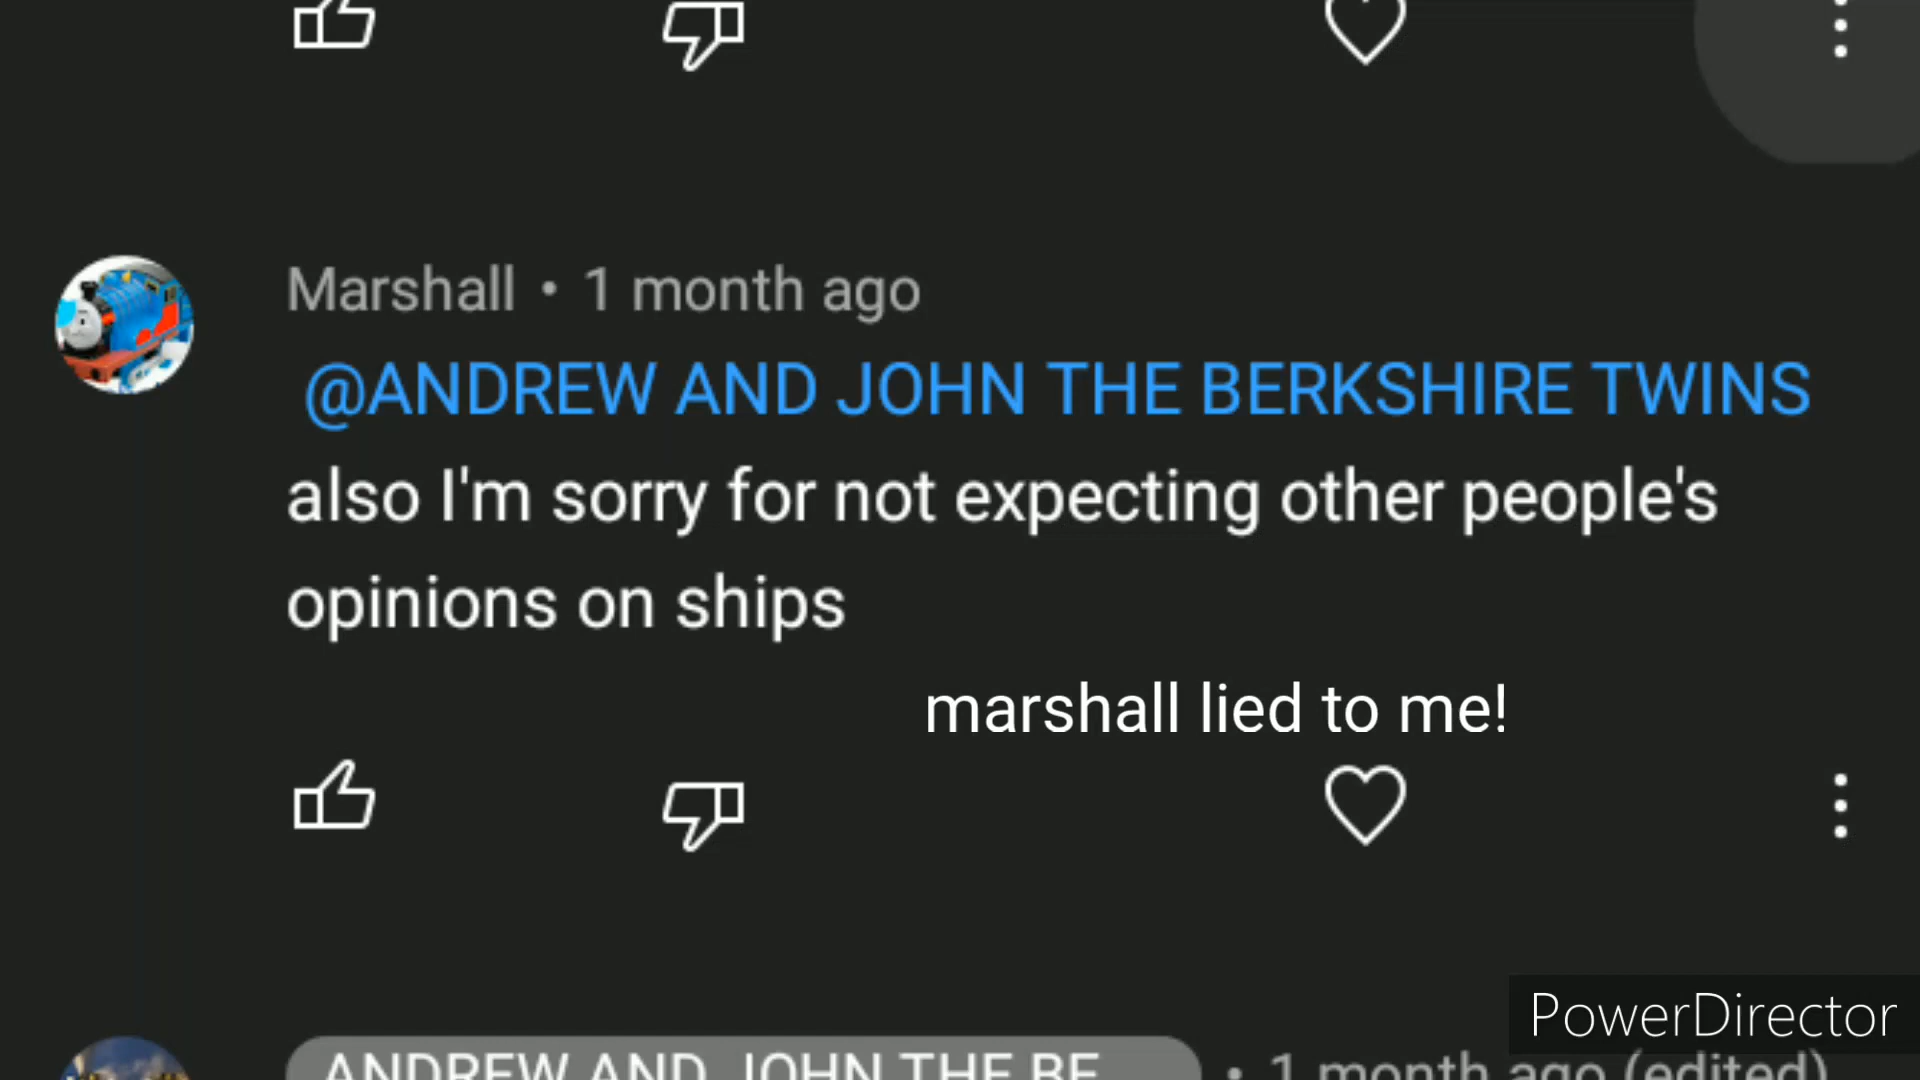 Marshall • 1 month ago
@ANDREW AND JOHN THE BERKSHIRE TWINS
also I'm sorry for not expecting other people's
opinions on ships
marshall lied to me!
PowerDirector
ANDREW AND JOHN THE BE • 1 month ago (edited)